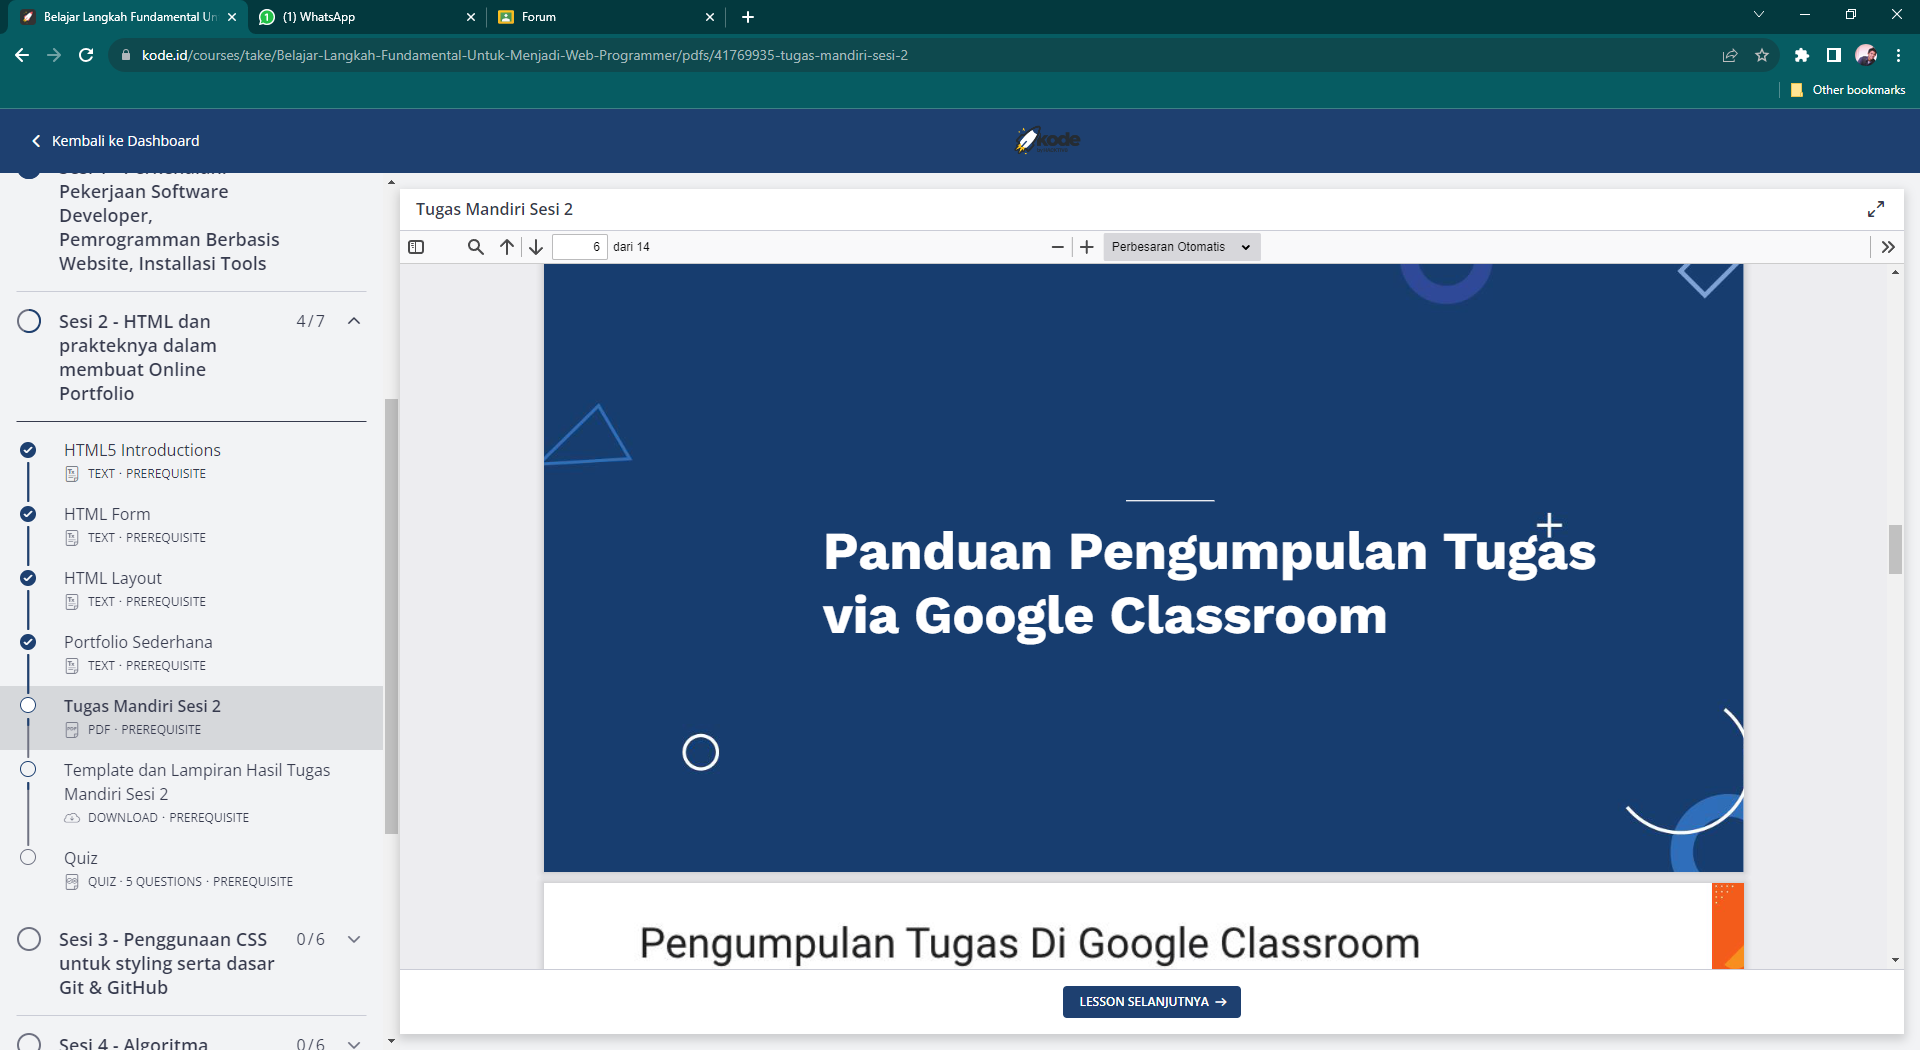 Belajar Langkah Fundamental Un
(1) WhatsApp
Forum
kode.id/courses/take/Belajar-Langkah-Fundamental-Untuk-Menjadi-Web-Programmer/pdfs/41769935-tugas-mandiri-sesi-2
Other bookmarks
Kembali ke Dashboard
kode
Pekerjaan Software
Developer,
Pemrogramman Berbasis
Website, Installasi Tools
Sesi 2 - HTML dan
prakteknya dalam
membuat Online
Portfolio
4 / 7
HTML5 Introductions
TEXT · PREREQUISITE
HTML Form
TEXT · PREREQUISITE
HTML Layout
TEXT · PREREQUISITE
Portfolio Sederhana
TEXT · PREREQUISITE
Tugas Mandiri Sesi 2
PDF · PREREQUISITE
Template dan Lampiran Hasil Tugas
Mandiri Sesi 2
DOWNLOAD · PREREQUISITE
Quiz
QUIZ · 5 QUESTIONS · PREREQUISITE
Sesi 3 - Penggunaan CSS
untuk styling serta dasar
Git & GitHub
0 / 6
Sesi 4 - Algoritma
0 / 6
Tugas Mandiri Sesi 2
6 dari 14
Perbesaran Otomatis
Panduan Pengumpulan Tugas
via Google Classroom
Pengumpulan Tugas Di Google Classroom
LESSON SELANJUTNYA →